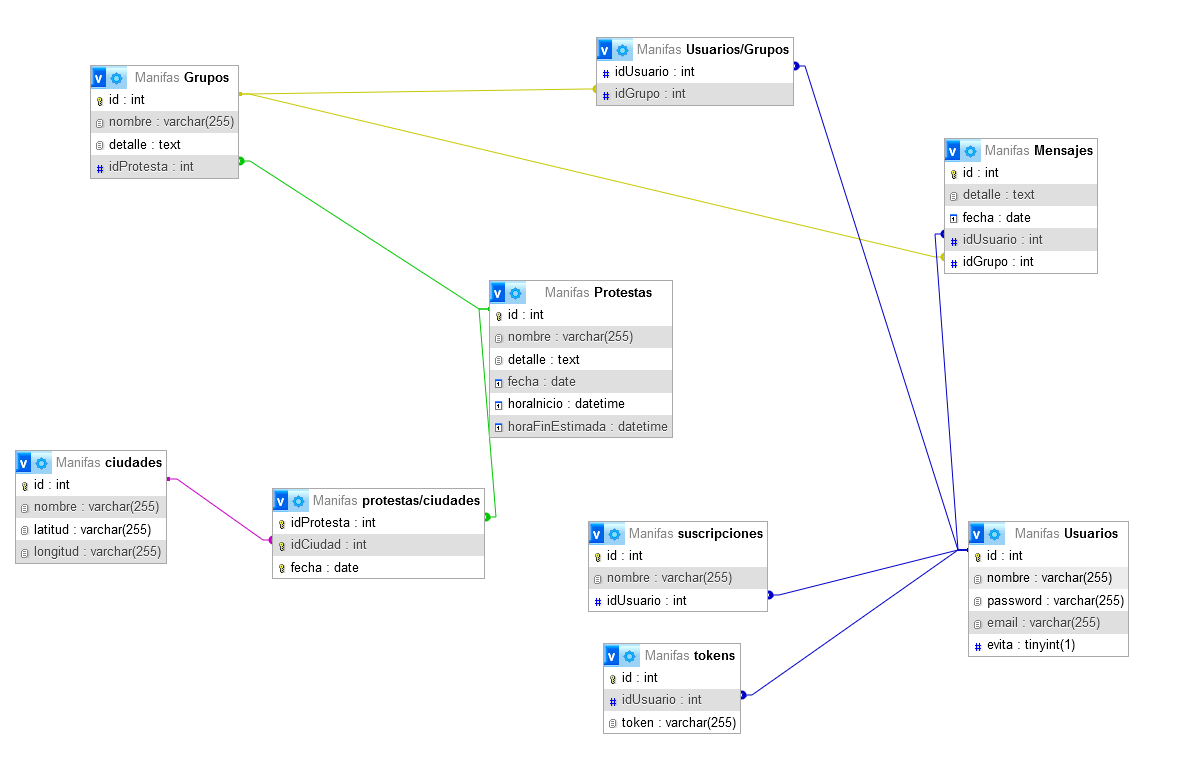 Manifas Grupos
id : int
nombre : varchar(255)
detalle : text
idProtesta : int
Manifas Usuarios/Grupos
idUsuario : int
idGrupo : int
Manifas Mensajes
id : int
detalle : text
fecha : date
idUsuario : int
idGrupo : int
Manifas Protestas
id : int
nombre : varchar(255)
detalle : text
fecha : date
horaInicio : datetime
horaFinEstimada : datetime
Manifas ciudades
id : int
nombre : varchar(255)
latitud : varchar(255)
longitud : varchar(255)
Manifas protestas/ciudades
idProtesta : int
idCiudad : int
fecha : date
Manifas suscripciones
id : int
nombre : varchar(255)
idUsuario : int
Manifas Usuarios
id : int
nombre : varchar(255)
password : varchar(255)
email : varchar(255)
evita : tinyint(1)
Manifas tokens
id : int
idUsuario : int
token : varchar(255)